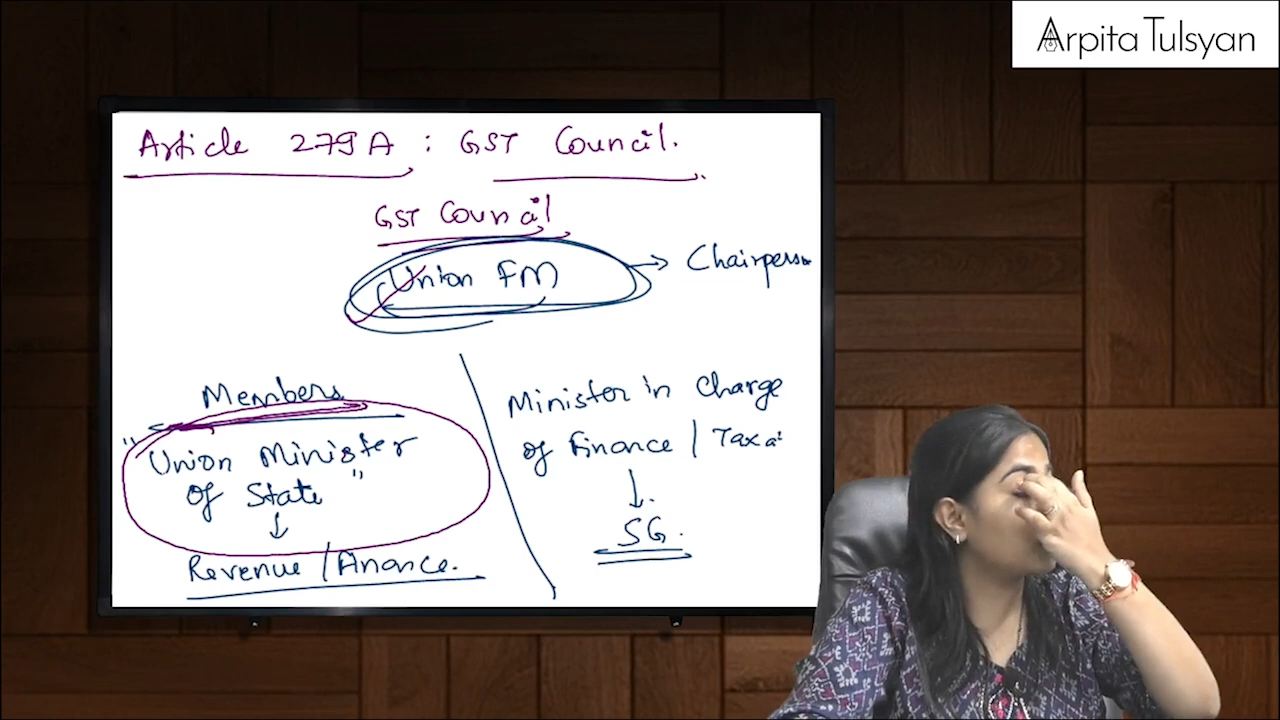 Arpita Tulsyan
Article 279A : GST Council.
GST Council
Union FM → Chairperson
Members
"Union Minister
of State"
↓
Revenue / Finance.
Minister in charge
of Finance / Taxa
↓
SG.